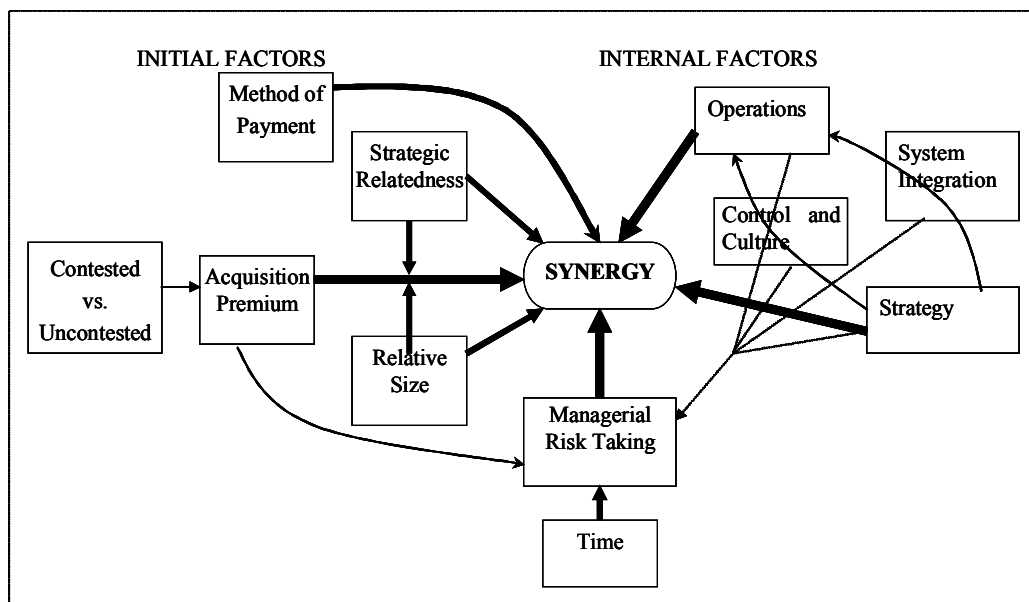 INITIAL FACTORS
INTERNAL FACTORS
Method of
Payment
Operations
Strategic
Relatedness
System
Integration
Control and
Culture
Contested
vs.
Uncontested
Acquisition
Premium
SYNERGY
Strategy
Relative
Size
Managerial
Risk Taking
Time